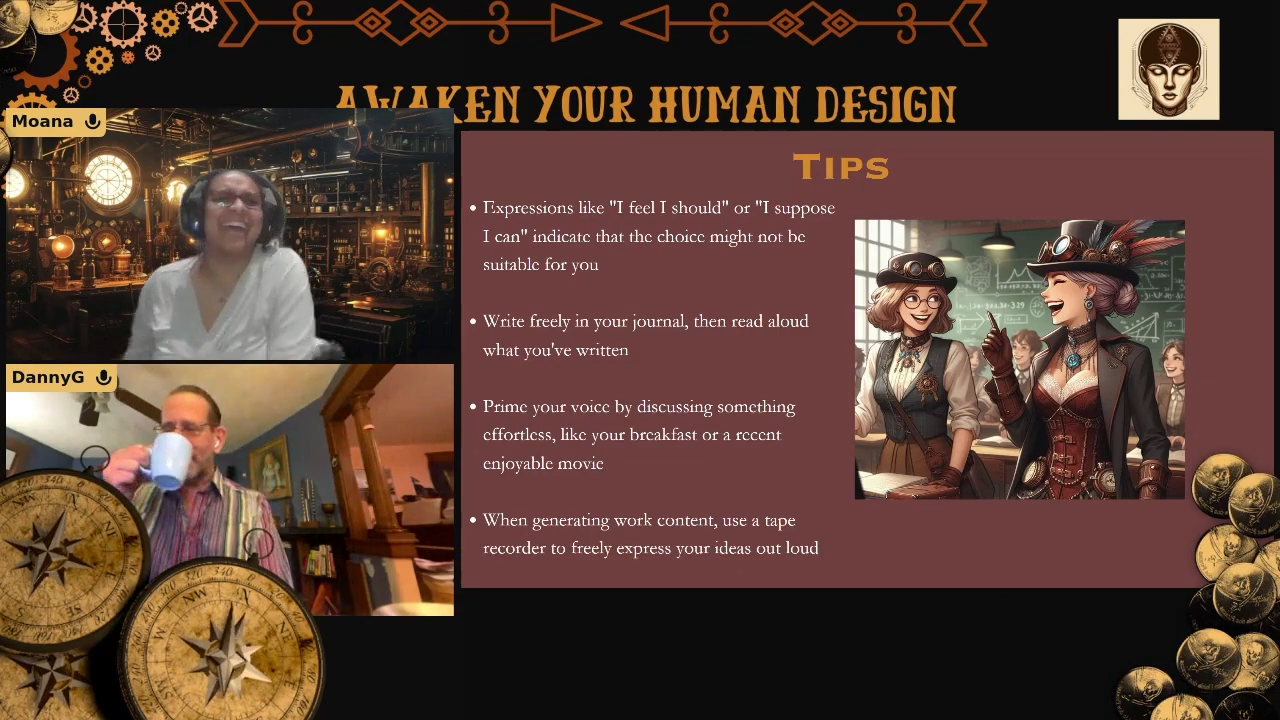 AWAKEN YOUR HUMAN DESIGN
Moana
DannyG
Tips
• Expressions like "I feel I should" or "I suppose
I can" indicate that the choice might not be
suitable for you
• Write freely in your journal, then read aloud
what you've written
• Prime your voice by discussing something
effortless, like your breakfast or a recent
enjoyable movie
• When generating work content, use a tape
recorder to freely express your ideas out loud